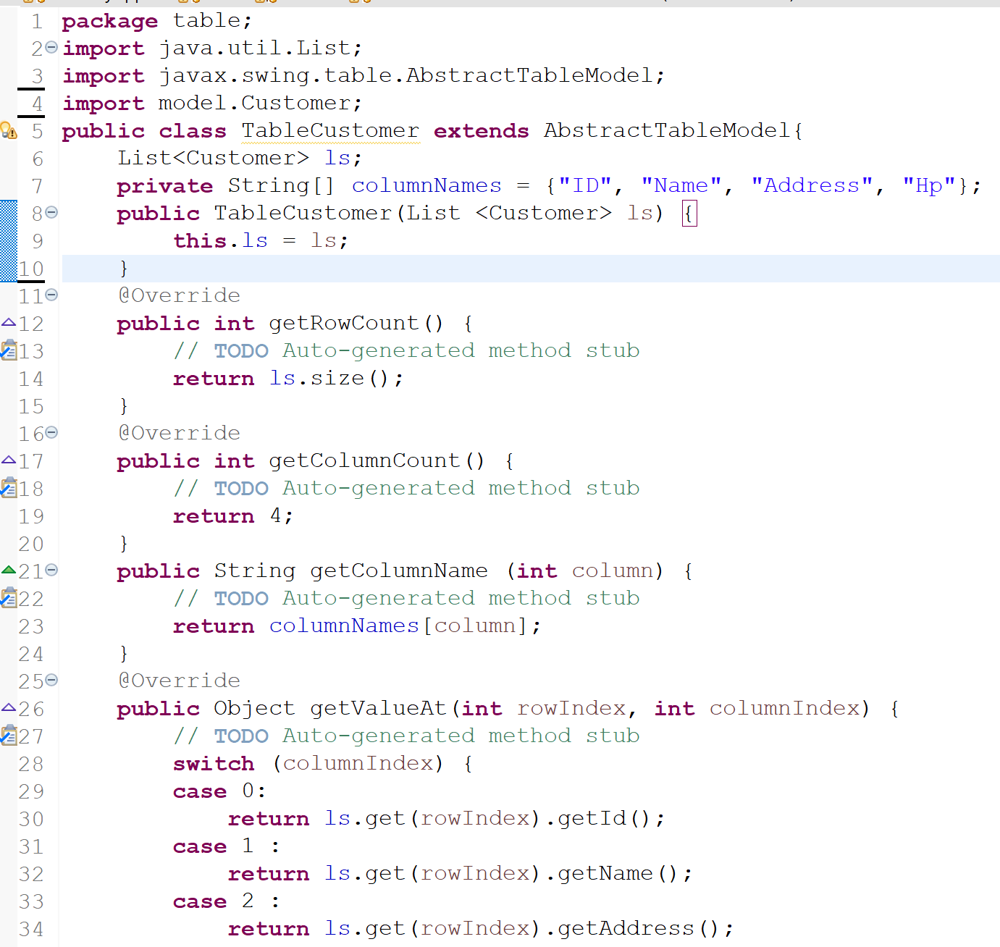 1 package table;
2 import java.util.List;
3 import javax.swing.table.AbstractTableModel;
4 import model.Customer;
5 public class TableCustomer extends AbstractTableModel{
6 List<Customer> ls;
7 private String[] columnNames = {"ID", "Name", "Address", "Hp"};
8 public TableCustomer(List <Customer> ls) {
9 this.ls = ls;
10 }
11 @Override
12 public int getRowCount() {
13 // TODO Auto-generated method stub
14 return ls.size();
15 }
16 @Override
17 public int getColumnCount() {
18 // TODO Auto-generated method stub
19 return 4;
20 }
21 public String getColumnName (int column) {
22 // TODO Auto-generated method stub
23 return columnNames[column];
24 }
25 @Override
26 public Object getValueAt(int rowIndex, int columnIndex) {
27 // TODO Auto-generated method stub
28 switch (columnIndex) {
29 case 0:
30 return ls.get(rowIndex).getId();
31 case 1 :
32 return ls.get(rowIndex).getName();
33 case 2 :
34 return ls.get(rowIndex).getAddress();